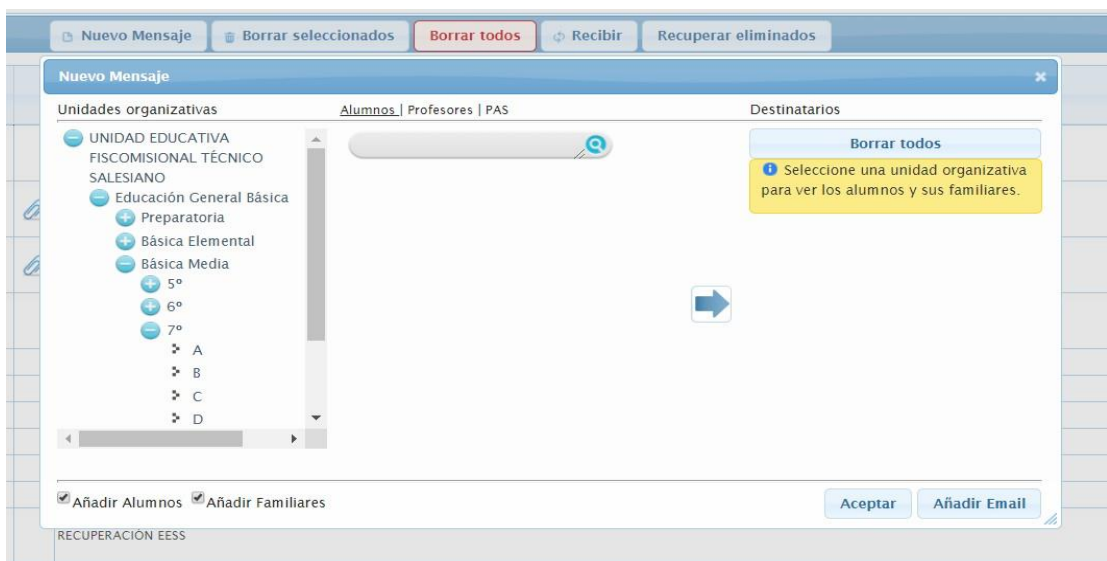 Nuevo Mensaje
Borrar seleccionados
Borrar todos
Recibir
Recuperar eliminados
Nuevo Mensaje
Unidades organizativas
Alumnos | Profesores | PAS
Destinatarios
UNIDAD EDUCATIVA
FISCOMISIONAL TÉCNICO
SALESIANO
Educación General Básica
Preparatoria
Básica Elemental
Básica Media
5º
6º
7º
A
B
C
D
Borrar todos
Seleccione una unidad organizativa
para ver los alumnos y sus familiares.
Añadir Alumnos
Añadir Familiares
Aceptar
Añadir Email
RECUPERACIÓN EESS